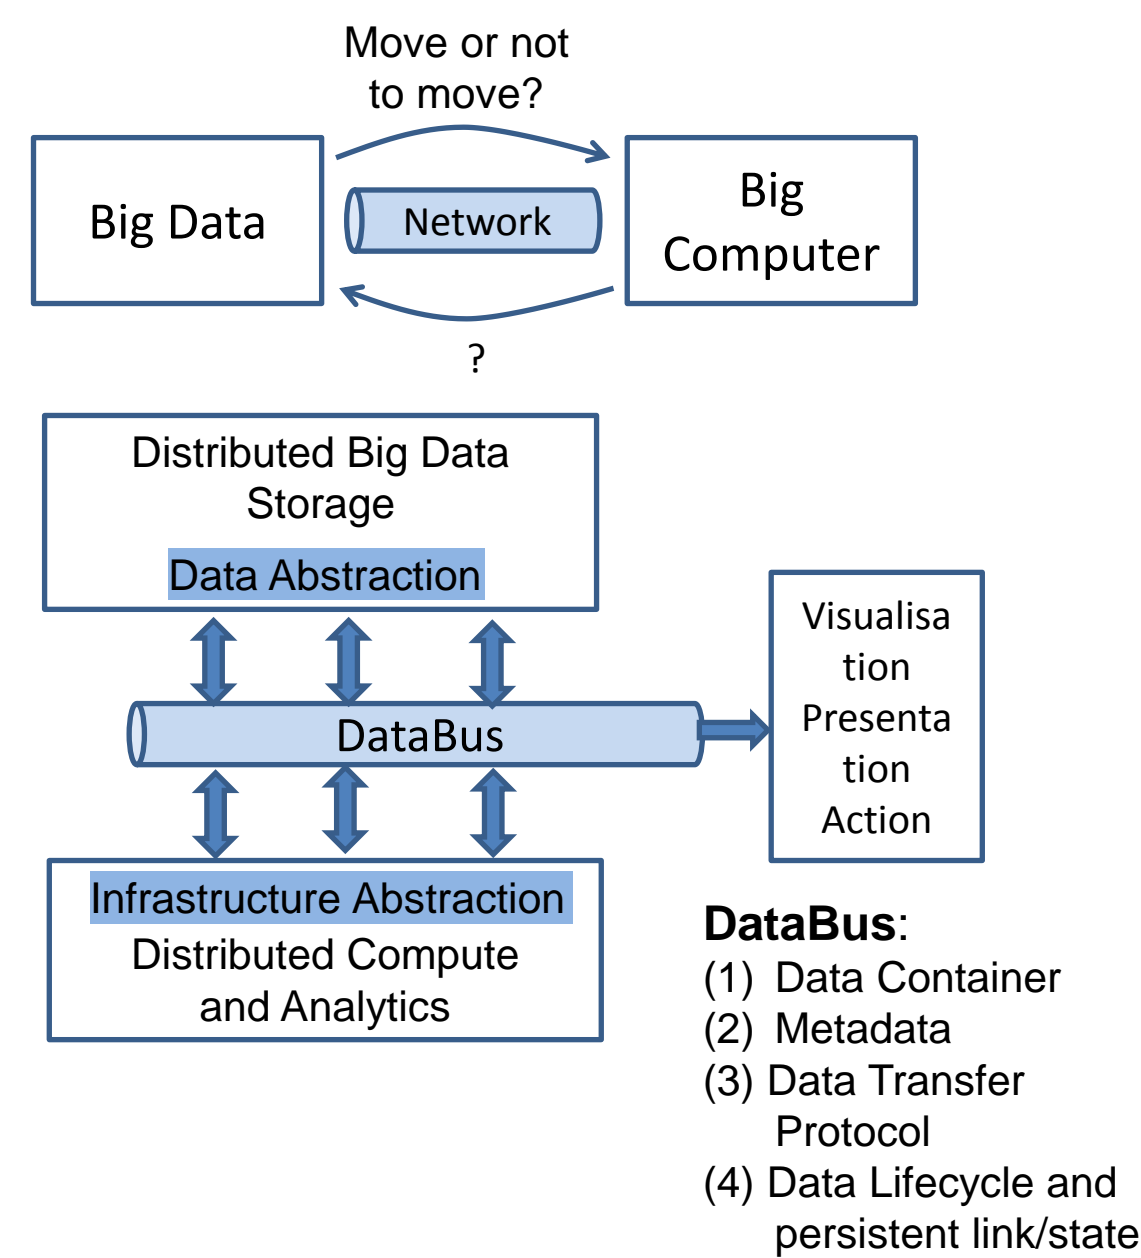 Move or not
to move?
Big Data
Network
Big
Computer
?
Distributed Big Data
Storage
Data Abstraction
DataBus
Visualisa
tion
Presenta
tion
Action
Infrastructure Abstraction
Distributed Compute
and Analytics
DataBus:
(1) Data Container
(2) Metadata
(3) Data Transfer
Protocol
(4) Data Lifecycle and
persistent link/state